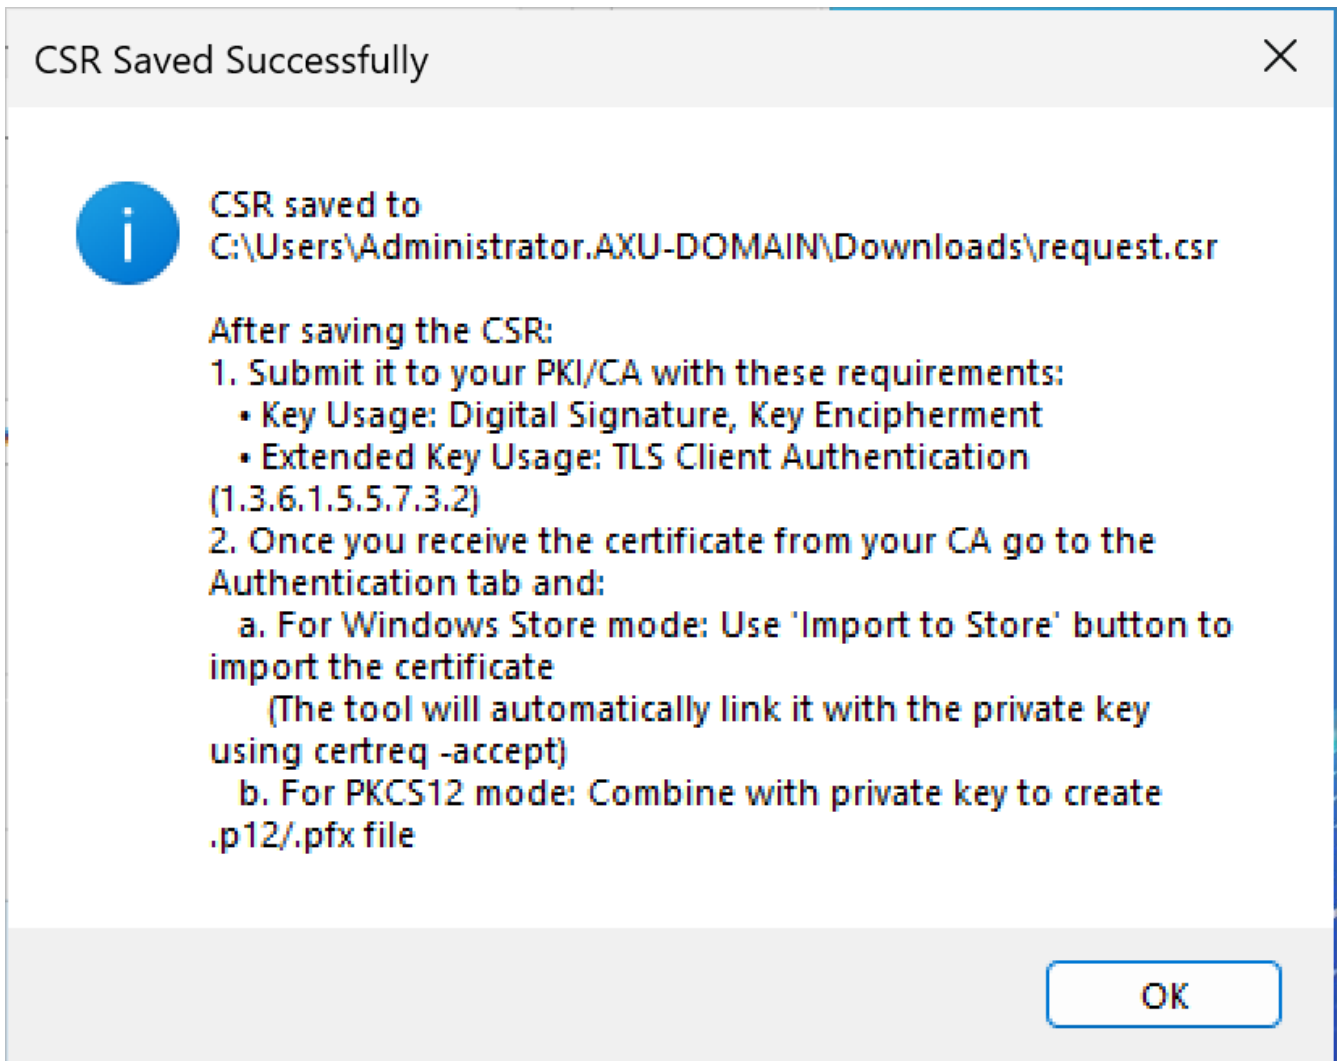 CSR Saved Successfully
CSR saved to
C:\Users\Administrator.AXU-DOMAIN\Downloads\request.csr
After saving the CSR:
1. Submit it to your PKI/CA with these requirements:
• Key Usage: Digital Signature, Key Encipherment
• Extended Key Usage: TLS Client Authentication
(1.3.6.1.5.5.7.3.2)
2. Once you receive the certificate from your CA go to the
Authentication tab and:
a. For Windows Store mode: Use 'Import to Store' button to
import the certificate
(The tool will automatically link it with the private key
using certreq -accept)
b. For PKCS12 mode: Combine with private key to create
.p12/.pfx file
OK